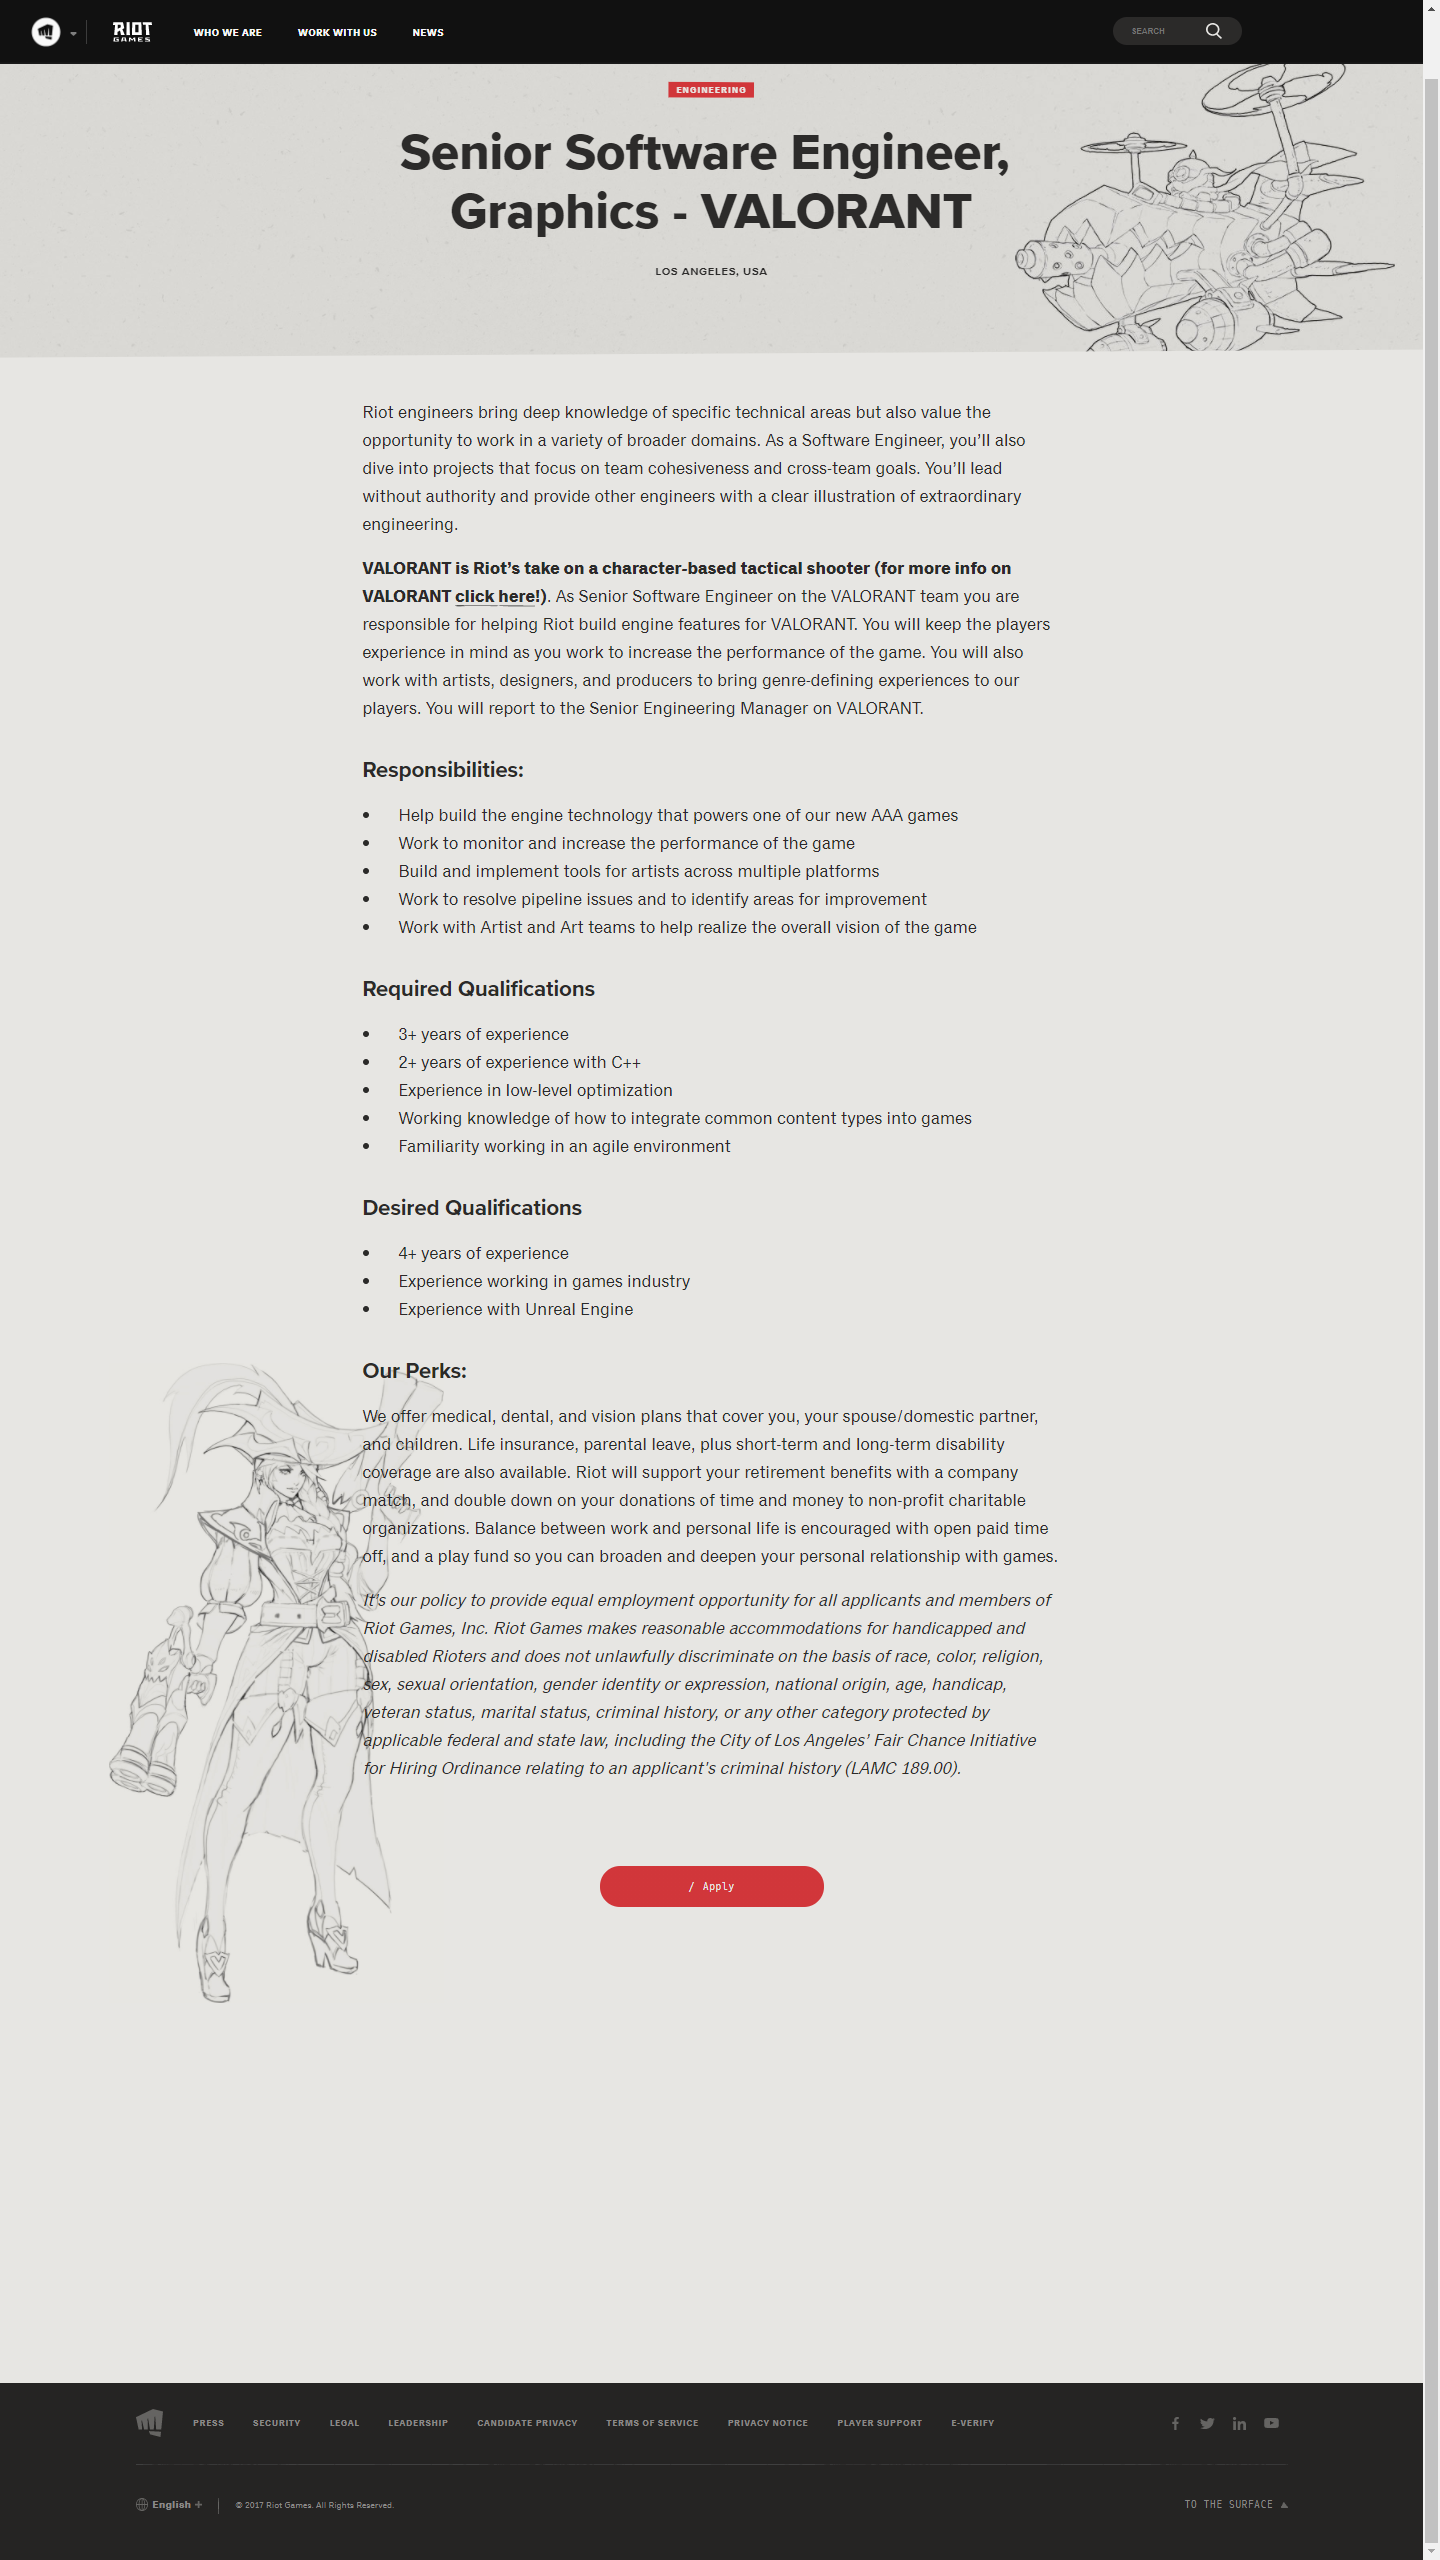 RIOT GAMES
WHO WE ARE
WORK WITH US
NEWS
SEARCH
ENGINEERING
Senior Software Engineer,
Graphics - VALORANT
LOS ANGELES, USA
Riot engineers bring deep knowledge of specific technical areas but also value the
opportunity to work in a variety of broader domains. As a Software Engineer, you’ll also
dive into projects that focus on team cohesiveness and cross-team goals. You’ll lead
without authority and provide other engineers with a clear illustration of extraordinary
engineering.
VALORANT is Riot’s take on a character-based tactical shooter (for more info on
VALORANT click here!). As Senior Software Engineer on the VALORANT team you are
responsible for helping Riot build engine features for VALORANT. You will keep the players
experience in mind as you work to increase the performance of the game. You will also
work with artists, designers, and producers to bring genre-defining experiences to our
players. You will report to the Senior Engineering Manager on VALORANT.
Responsibilities:
• Help build the engine technology that powers one of our new AAA games
• Work to monitor and increase the performance of the game
• Build and implement tools for artists across multiple platforms
• Work to resolve pipeline issues and to identify areas for improvement
• Work with Artist and Art teams to help realize the overall vision of the game
Required Qualifications
• 3+ years of experience
• 2+ years of experience with C++
• Experience in low-level optimization
• Working knowledge of how to integrate common content types into games
• Familiarity working in an agile environment
Desired Qualifications
• 4+ years of experience
• Experience working in games industry
• Experience with Unreal Engine
Our Perks:
We offer medical, dental, and vision plans that cover you, your spouse/domestic partner,
and children. Life insurance, parental leave, plus short-term and long-term disability
coverage are also available. Riot will support your retirement benefits with a company
match, and double down on your donations of time and money to non-profit charitable
organizations. Balance between work and personal life is encouraged with open paid time
off, and a play fund so you can broaden and deepen your personal relationship with games.
It’s our policy to provide equal employment opportunity for all applicants and members of
Riot Games, Inc. Riot Games makes reasonable accommodations for handicapped and
disabled Rioters and does not unlawfully discriminate on the basis of race, color, religion,
sex, sexual orientation, gender identity or expression, national origin, age, handicap,
veteran status, marital status, criminal history, or any other category protected by
applicable federal and state law, including the City of Los Angeles’ Fair Chance Initiative
for Hiring Ordinance relating to an applicant's criminal history (LAMC 189.00).
/ Apply
PRESS
SECURITY
LEGAL
LEADERSHIP
CANDIDATE PRIVACY
TERMS OF SERVICE
PRIVACY NOTICE
PLAYER SUPPORT
E-VERIFY
English +
© 2017 Riot Games. All Rights Reserved.
TO THE SURFACE